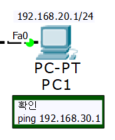 192.168.20.1/24
Fa0
PC-PT
PC1
확인
ping 192.168.30.1